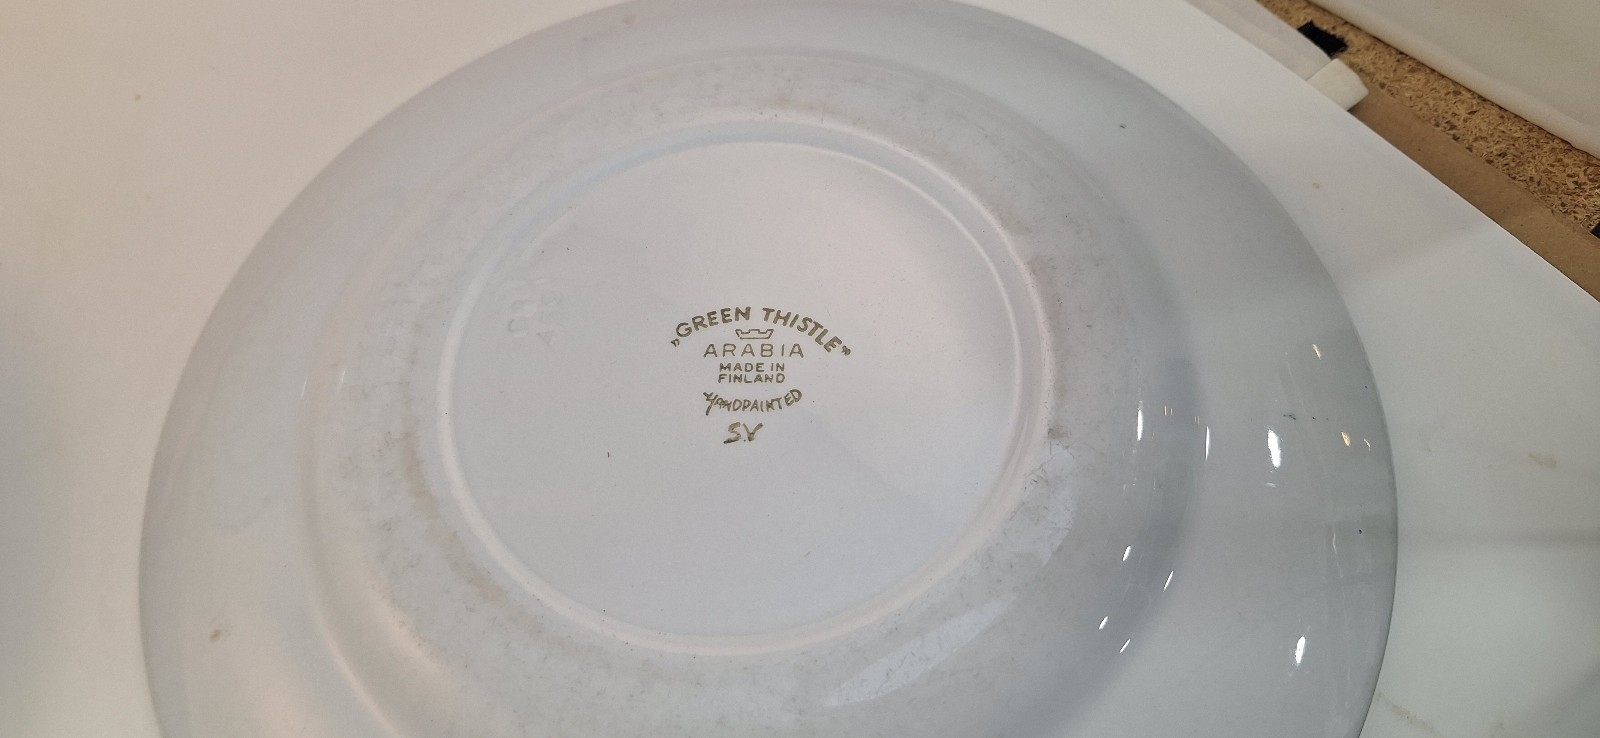 „GREEN THISTLE”
ARABIA
MADE IN
FINLAND
HANDPAINTED
S.V